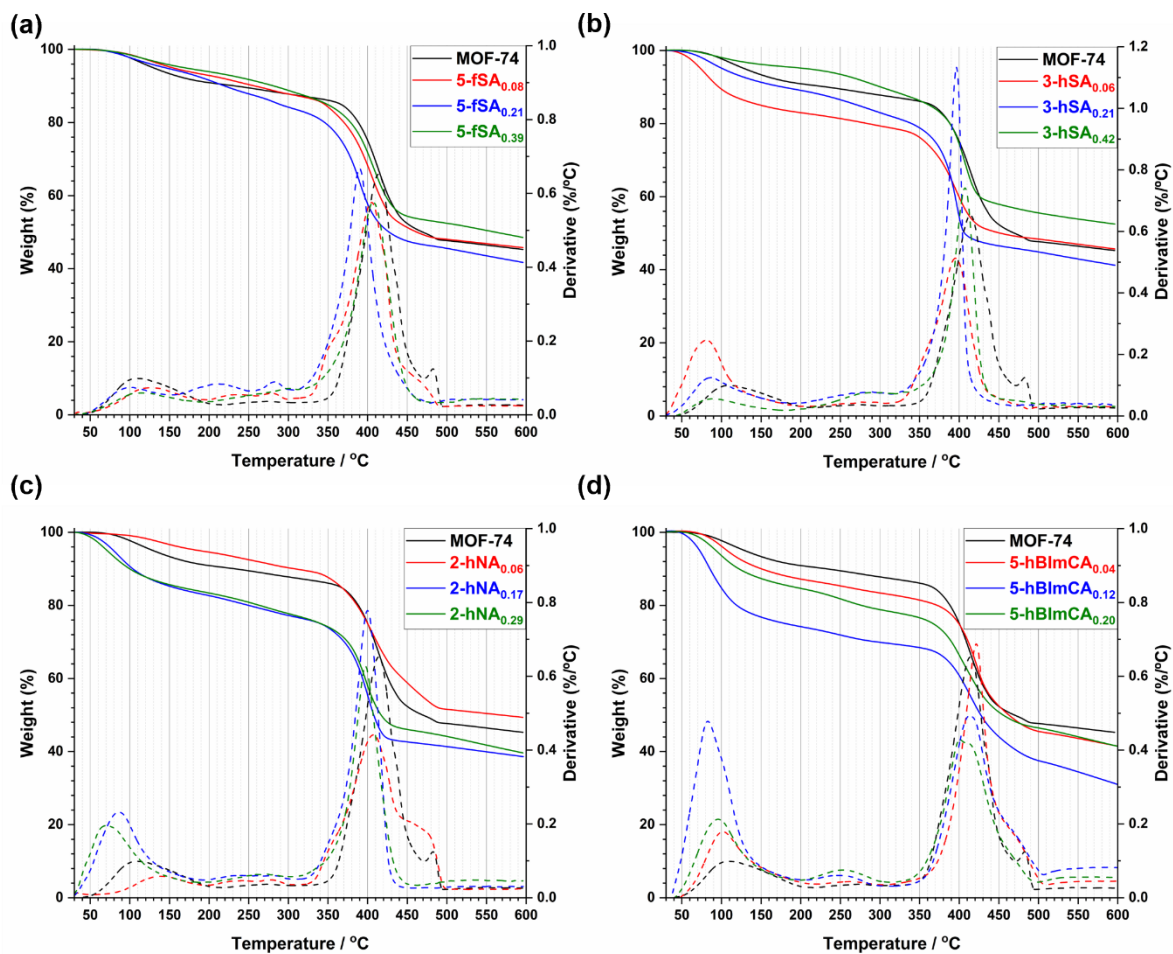 (a)
MOF-74
5-fSA0.08
5-fSA0.21
5-fSA0.39
Weight (%)
100
80
60
40
20
0
Derivative (%/ºC)
1.0
0.8
0.6
0.4
0.2
0.0
50 100 150 200 250 300 350 400 450 500 550 600
Temperature / °C
(b)
MOF-74
3-hSA0.06
3-hSA0.21
3-hSA0.42
Weight (%)
100
80
60
40
20
0
Derivative (%/ºC)
1.2
1.0
0.8
0.6
0.4
0.2
0.0
50 100 150 200 250 300 350 400 450 500 550 600
Temperature / °C
(c)
MOF-74
2-hNA0.06
2-hNA0.17
2-hNA0.29
Weight (%)
100
80
60
40
20
0
Derivative (%/ºC)
1.0
0.8
0.6
0.4
0.2
0.0
50 100 150 200 250 300 350 400 450 500 550 600
Temperature / °C
(d)
MOF-74
5-hBImCA0.04
5-hBImCA0.12
5-hBImCA0.20
Weight (%)
100
80
60
40
20
0
Derivative (%/ºC)
1.0
0.8
0.6
0.4
0.2
0.0
50 100 150 200 250 300 350 400 450 500 550 600
Temperature / °C